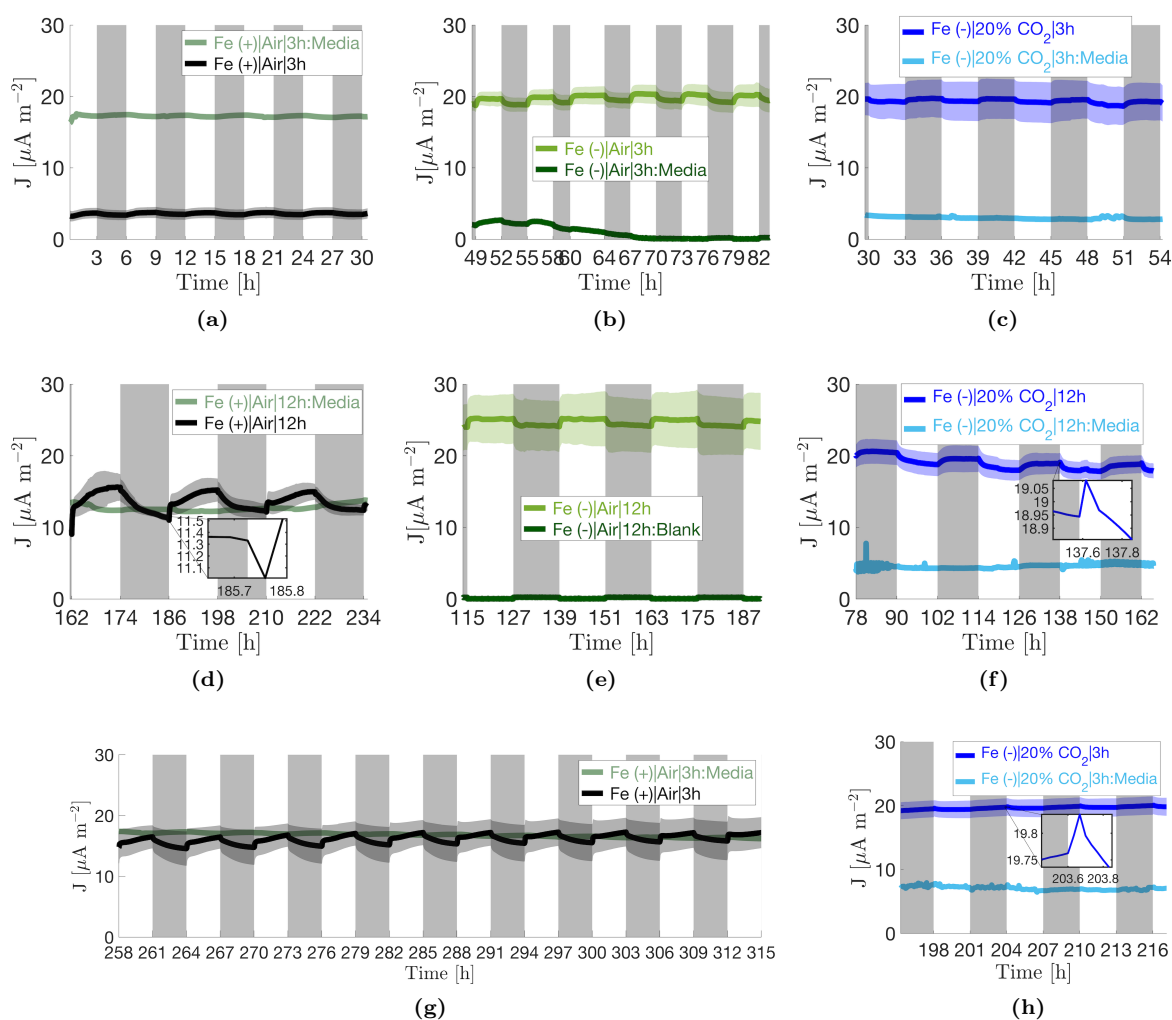 30
20
10
0
J [μA m−2]
Fe (+)|Air|3h:Media
Fe (+)|Air|3h
3 6 9 12 15 18 21 24 27 30
Time [h]
(a)
30
20
10
0
J[μA m−2]
Fe (-)|Air|3h
Fe (-)|Air|3h:Media
49 52 55 58 60 64 67 70 73 76 79 82
Time [h]
(b)
30
20
10
0
J [μA m−2]
Fe (-)|20% CO2|3h
Fe (-)|20% CO2|3h:Media
30 33 36 39 42 45 48 51 54
Time [h]
(c)
30
20
10
0
J [μA m−2]
Fe (+)|Air|12h:Media
Fe (+)|Air|12h
11.5
11.4
11.3
11.1
185.7 185.8
162 174 186 198 210 222 234
Time [h]
(d)
30
20
10
0
J [μA m−2]
Fe (-)|Air|12h
Fe (-)|Air|12h:Blank
115 127 139 151 163 175 187
Time [h]
(e)
30
20
10
0
J [μA m−2]
Fe (-)|20% CO2|12h
Fe (-)|20% CO2|12h:Media
19.05
18.95
18.9
137.6 137.8
78 90 102 114 126 138 150 162
Time [h]
(f)
30
20
10
0
J [μA m−2]
Fe (+)|Air|3h:Media
Fe (+)|Air|3h
258 261 264 267 270 273 276 279 282 285 288 291 294 297 300 303 306 309 312 315
Time [h]
(g)
30
20
10
0
J [μA m−2]
Fe (-)|20% CO2|3h
Fe (-)|20% CO2|3h:Media
19.8
19.75
203.6 203.8
198 201 204 207 210 213 216
Time [h]
(h)